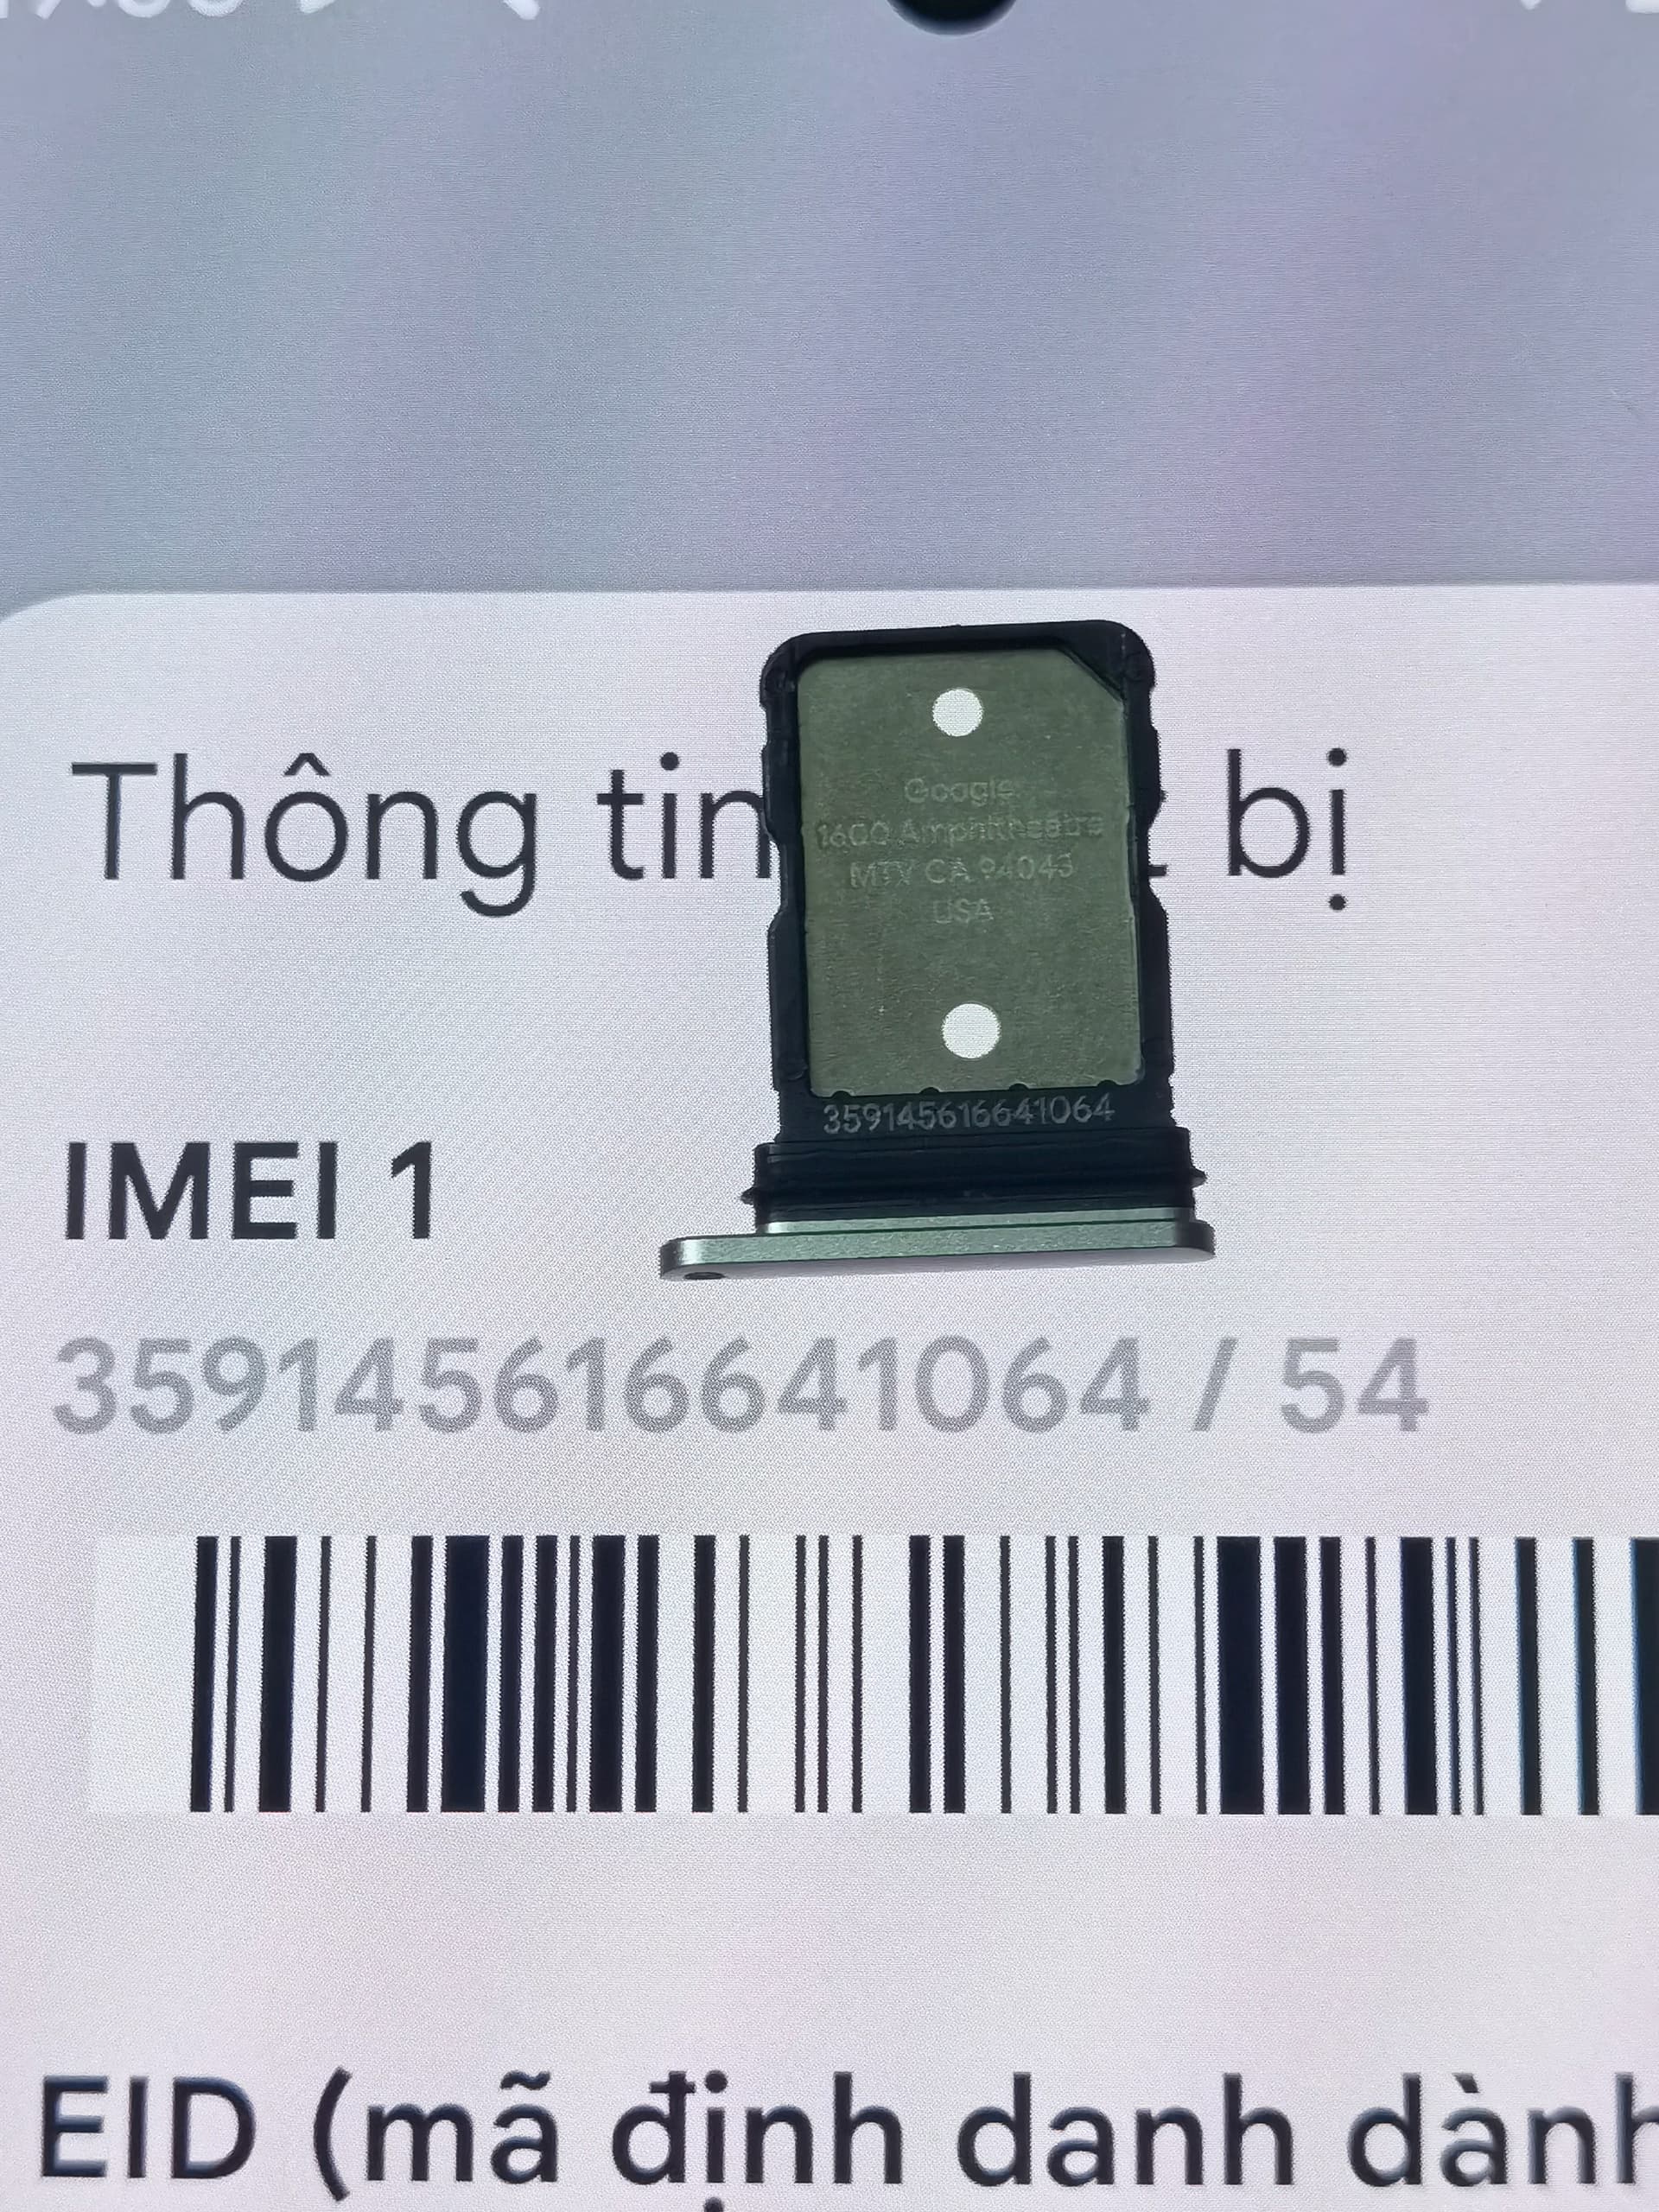 Thông tin bị
Google
1600 Amphitheatre
MTV CA 94043
USA
359145616641064
IMEI 1
359145616641064 / 54
EID (mã định danh dành